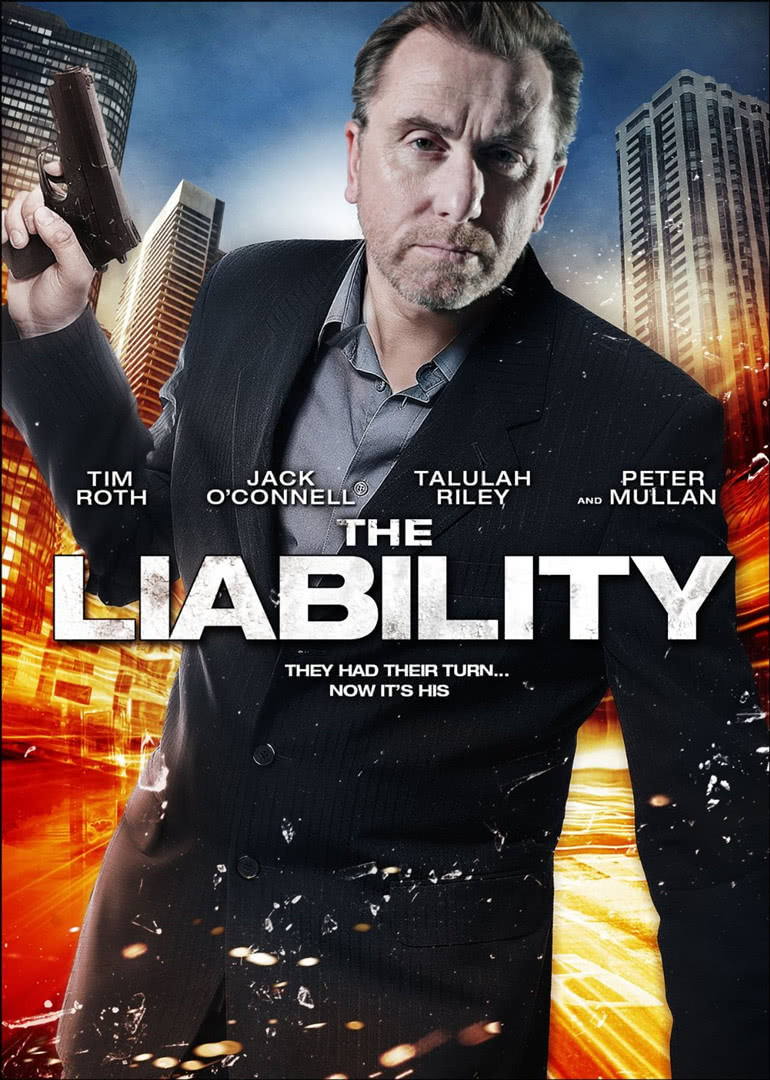 TIM ROTH
JACK O'CONNELL
TALULAH RILEY
AND PETER MULLAN
THE
LIABILITY
THEY HAD THEIR TURN...
NOW IT'S HIS